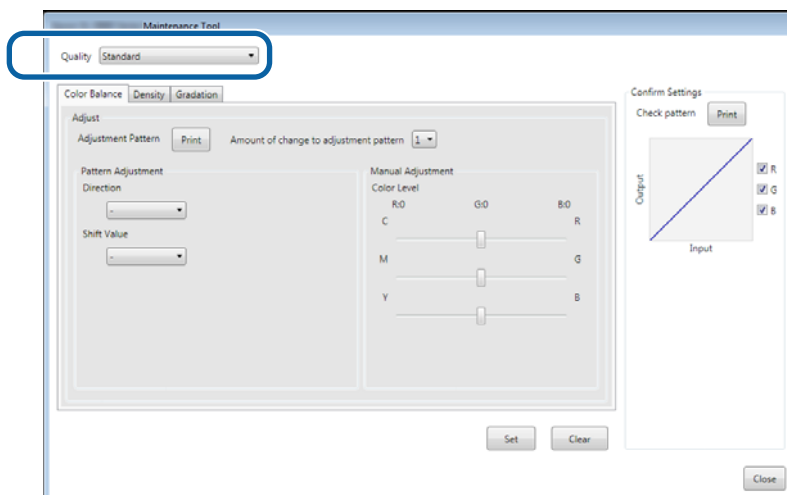 Maintenance Tool
Quality Standard
Color Balance Density Gradation
Adjust
Adjustment Pattern Print Amount of change to adjustment pattern 1
Pattern Adjustment
Direction
-
Shift Value
-
Manual Adjustment
Color Level
R:0 G:0 B:0
C R
M G
Y B
Set Clear
Confirm Settings
Check pattern Print
Output
R
G
B
Input
Close